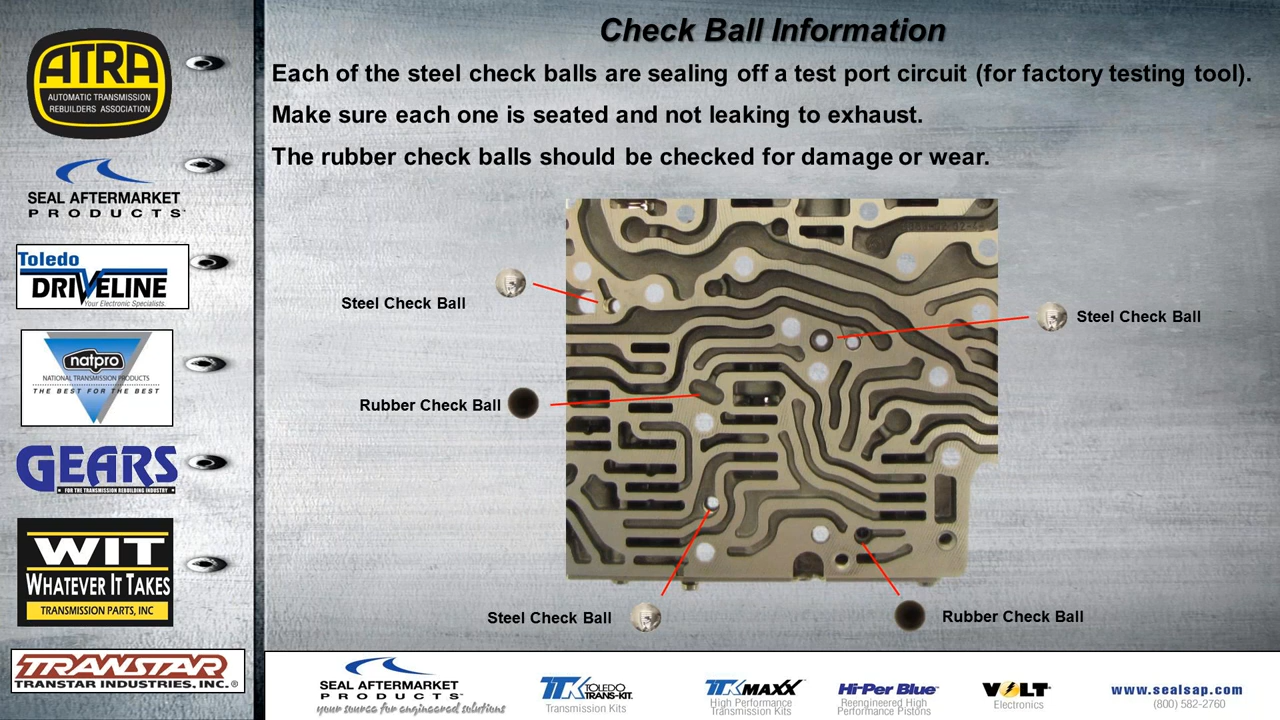 Check Ball Information
Each of the steel check balls are sealing off a test port circuit (for factory testing tool).
Make sure each one is seated and not leaking to exhaust.
The rubber check balls should be checked for damage or wear.
ATRA
AUTOMATIC TRANSMISSION
REBUILDERS ASSOCIATION
SEAL AFTERMARKET
PRODUCTS
Toledo
DRIVELINE
Your Electronic Specialists.
natpro
NATIONAL TRANSMISSION PRODUCTS
THE BEST FOR THE BEST
GEARS
FOR THE TRANSMISSION REBUILDING INDUSTRY
WIT
WHATEVER IT TAKES
TRANSMISSION PARTS, INC
TRANSTAR
TRANSTAR INDUSTRIES, INC.®
Steel Check Ball
Steel Check Ball
Rubber Check Ball
Steel Check Ball
Rubber Check Ball
SEAL AFTERMARKET
PRODUCTS
your source for engineered solutions
TTK TOLEDO
TRANS-KIT
Transmission Kits
TTK MAXX
High Performance
Transmission Kits
Hi-Per Blue
Reengineered High
Performance Pistons
VOLT
Electronics
www.sealsap.com
(800) 582-2760